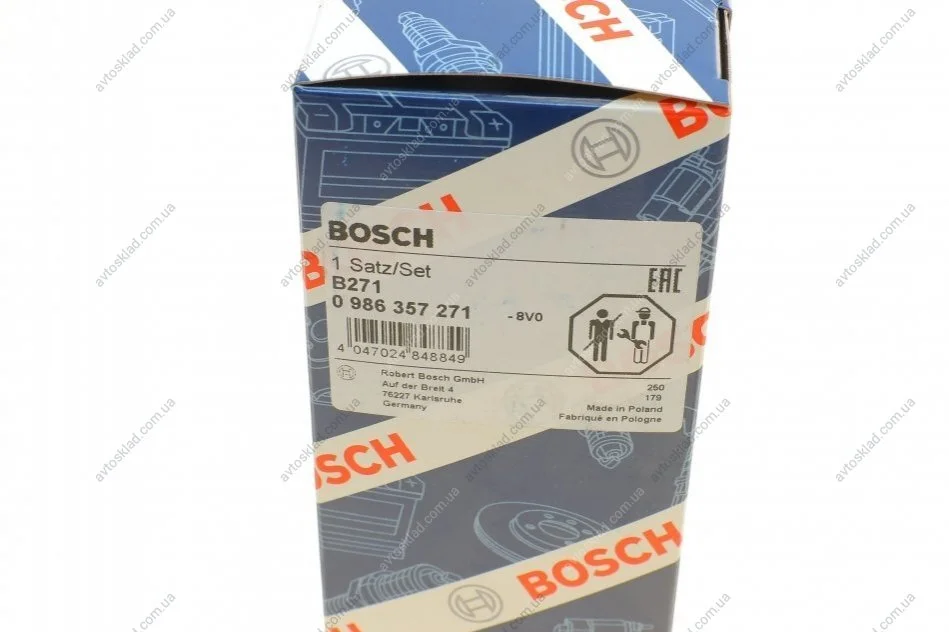 BOSCH
BOSCH
BOSCH
BOSCH
1 Satz/Set
B271
0 986 357 271
- 8V0
EAC
4 047024 848849
Robert Bosch GmbH
Auf der Breit 4
76227 Karlsruhe
Germany
250
179
Made in Poland
Fabriqué en Pologne
BOSCH
BOSCH
avtosklad.com.ua